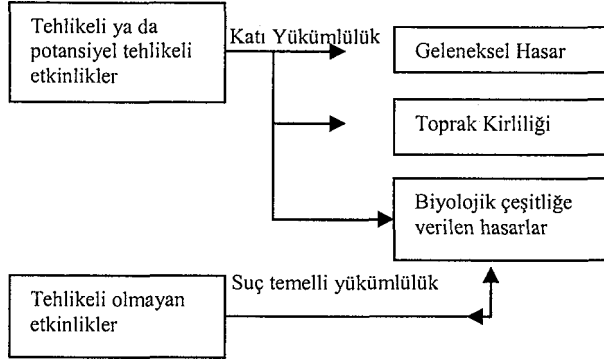 Tehlikeli ya da
potansiyel tehlikeli
etkinlikler
Katı Yükümlülük
Geleneksel Hasar
Toprak Kirliliği
Biyolojik çeşitliğe
verilen hasarlar
Suç temelli yükümlülük
Tehlikeli olmayan
etkinlikler